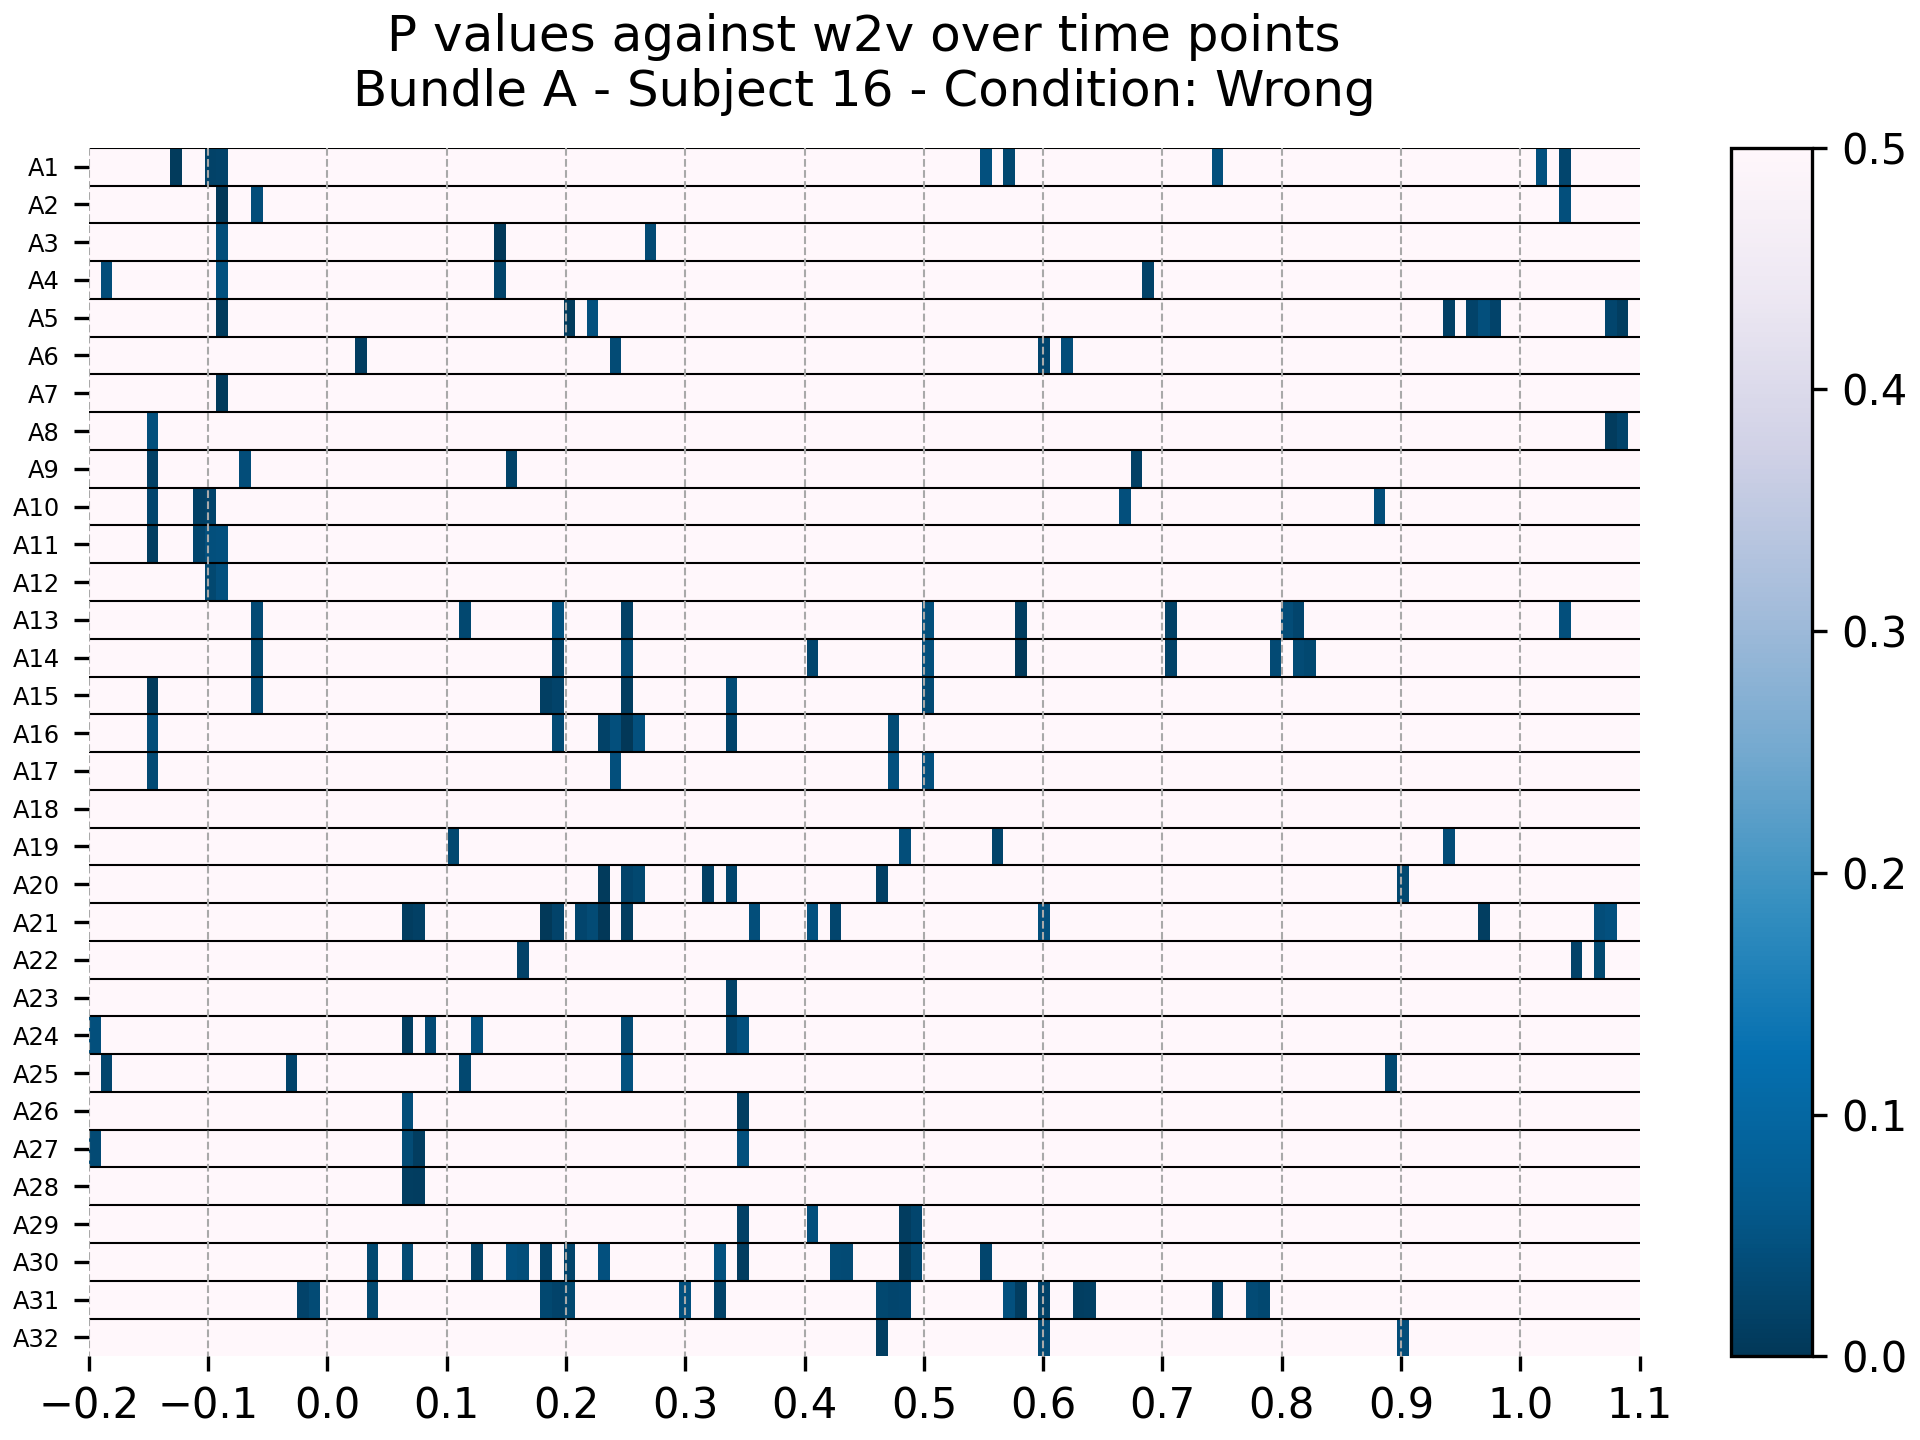 P values against w2v over time points
Bundle A - Subject 16 - Condition: Wrong
A1
A2
A3
A4
A5
A6
A7
A8
A9
A10
A11
A12
A13
A14
A15
A16
A17
A18
A19
A20
A21
A22
A23
A24
A25
A26
A27
A28
A29
A30
A31
A32
−0.2 −0.1 0.0 0.1 0.2 0.3 0.4 0.5 0.6 0.7 0.8 0.9 1.0 1.1
0.5
0.4
0.3
0.2
0.1
0.0